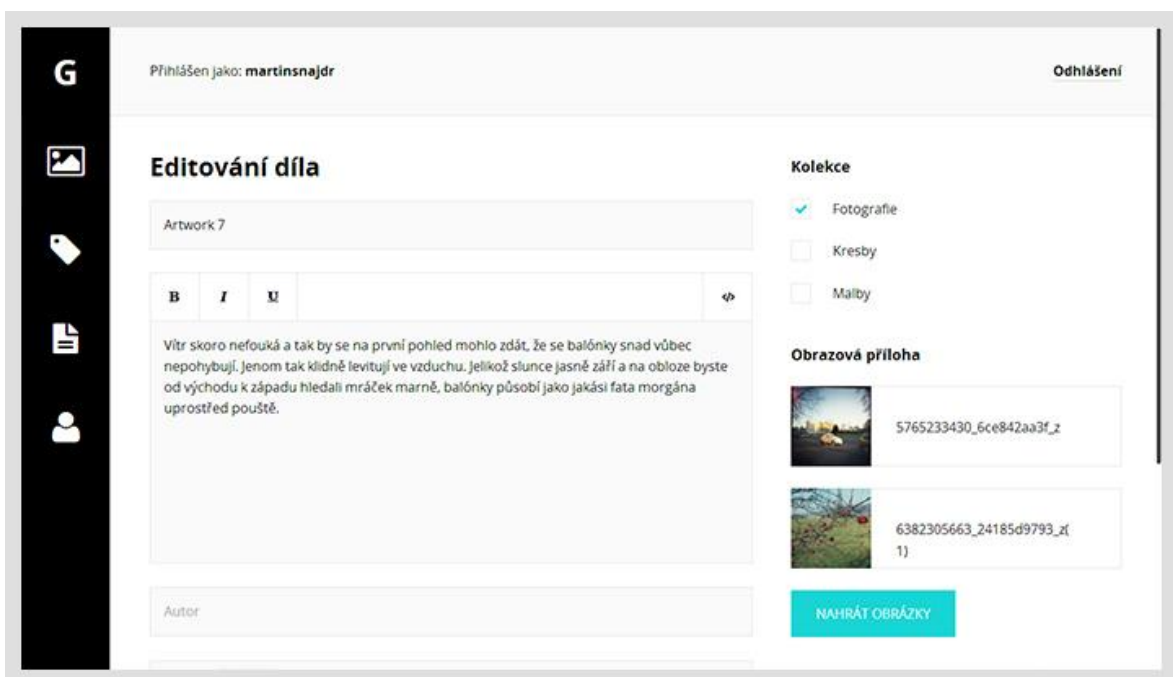 G
Přihlášen jako: martinsnajdr
Odhlášení
Editování díla
Artwork 7
B I U </>
Vítr skoro nefouká a tak by se na první pohled mohlo zdát, že se balónky snad vůbec
nepohybují. Jenom tak klidně levitují ve vzduchu. Jelikož slunce jasně září a na obloze byste
od východu k západu hledali mráček marně, balónky působí jako jakási fata morgána
uprostřed pouště.
Autor
Kolekce
Fotografie
Kresby
Malby
Obrazová příloha
5765233430_6ce842aa3f_z
6382305663_24185d9793_z(
1)
NAHRÁT OBRÁZKY